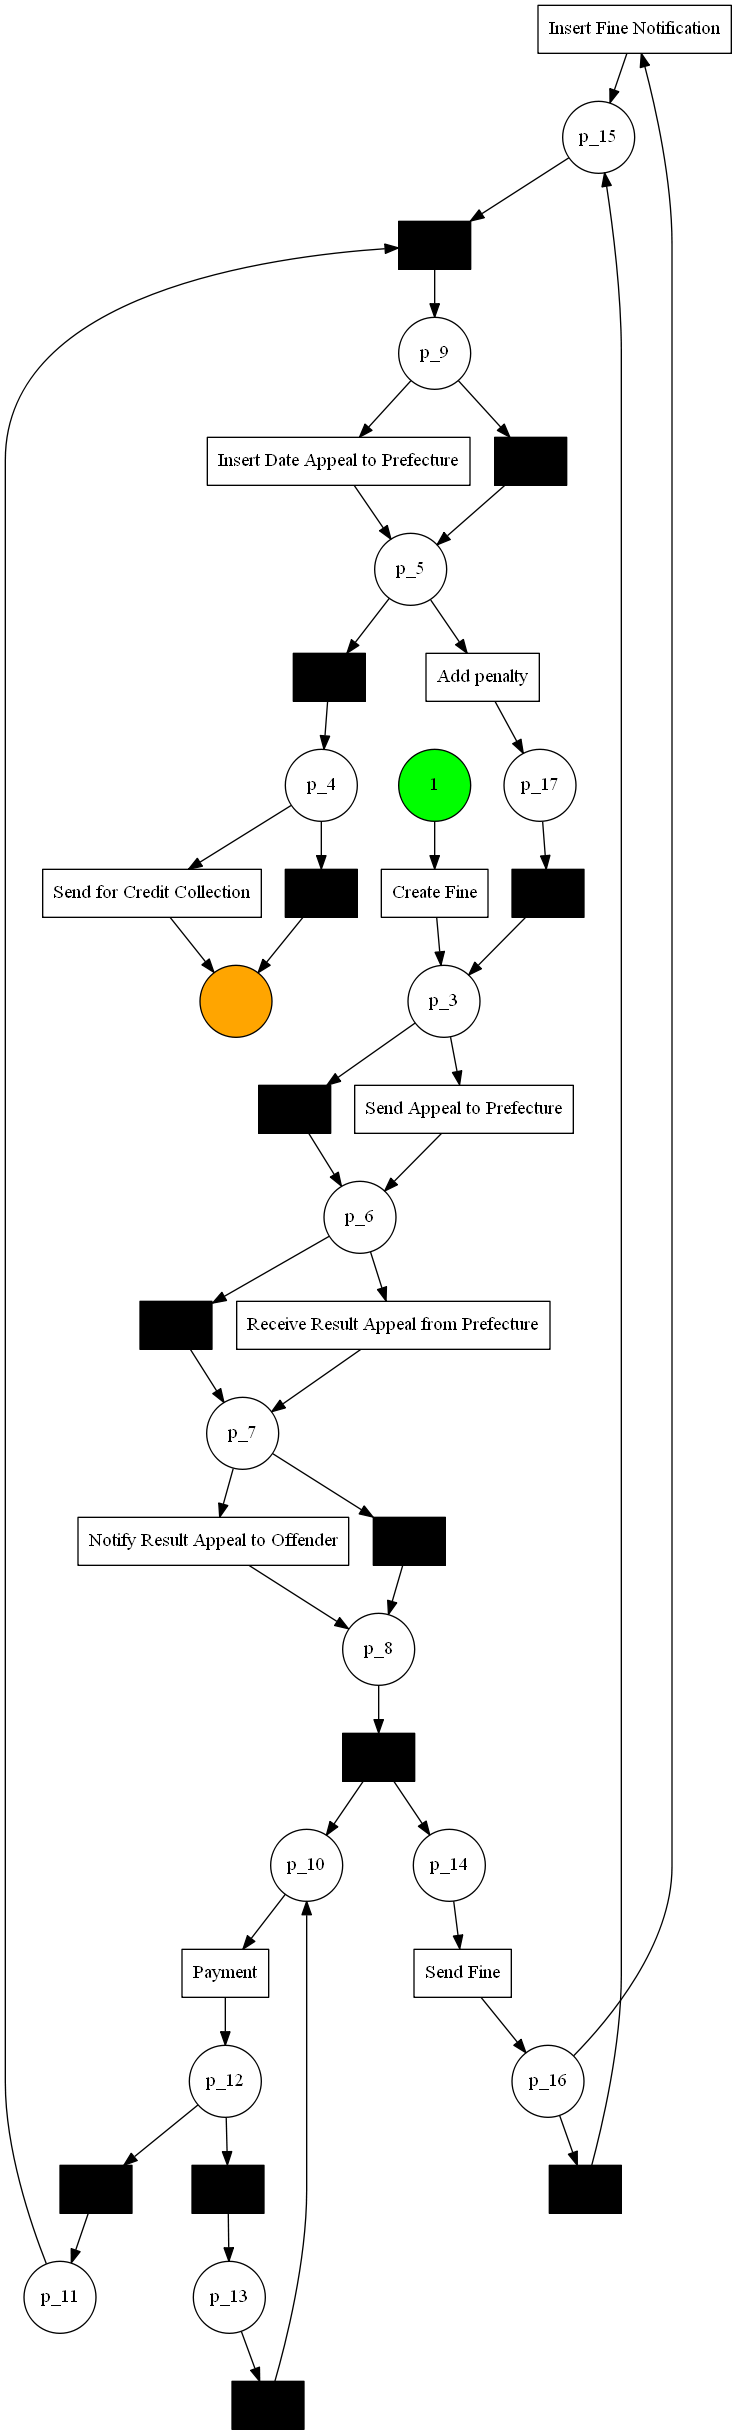 Insert Fine Notification
p_15
p_9
Insert Date Appeal to Prefecture
p_5
Add penalty
p_4
1
p_17
Send for Credit Collection
Create Fine
p_3
Send Appeal to Prefecture
p_6
Receive Result Appeal from Prefecture
p_7
Notify Result Appeal to Offender
p_8
p_10
p_14
Payment
Send Fine
p_12
p_16
p_11
p_13